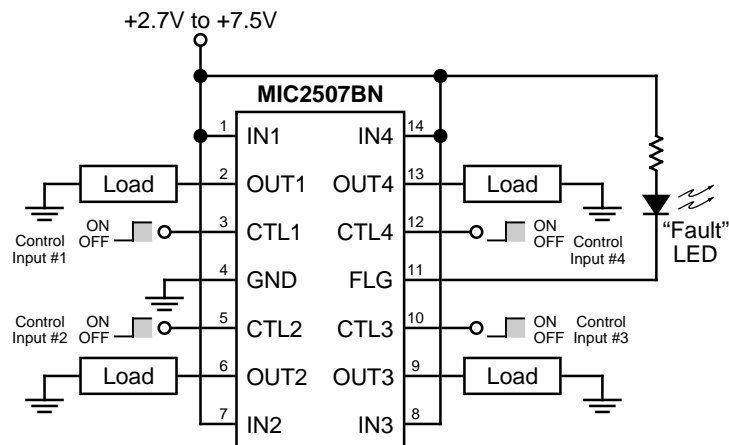 +2.7V to +7.5V
MIC2507BN
1 IN1 IN4 14
Load 2 OUT1 OUT4 13 Load
Control Input #1 ON OFF 3 CTL1 CTL4 12 ON OFF Control Input #4
4 GND FLG 11
"Fault" LED
Control Input #2 ON OFF 5 CTL2 CTL3 10 ON OFF Control Input #3
Load 6 OUT2 OUT3 9 Load
7 IN2 IN3 8